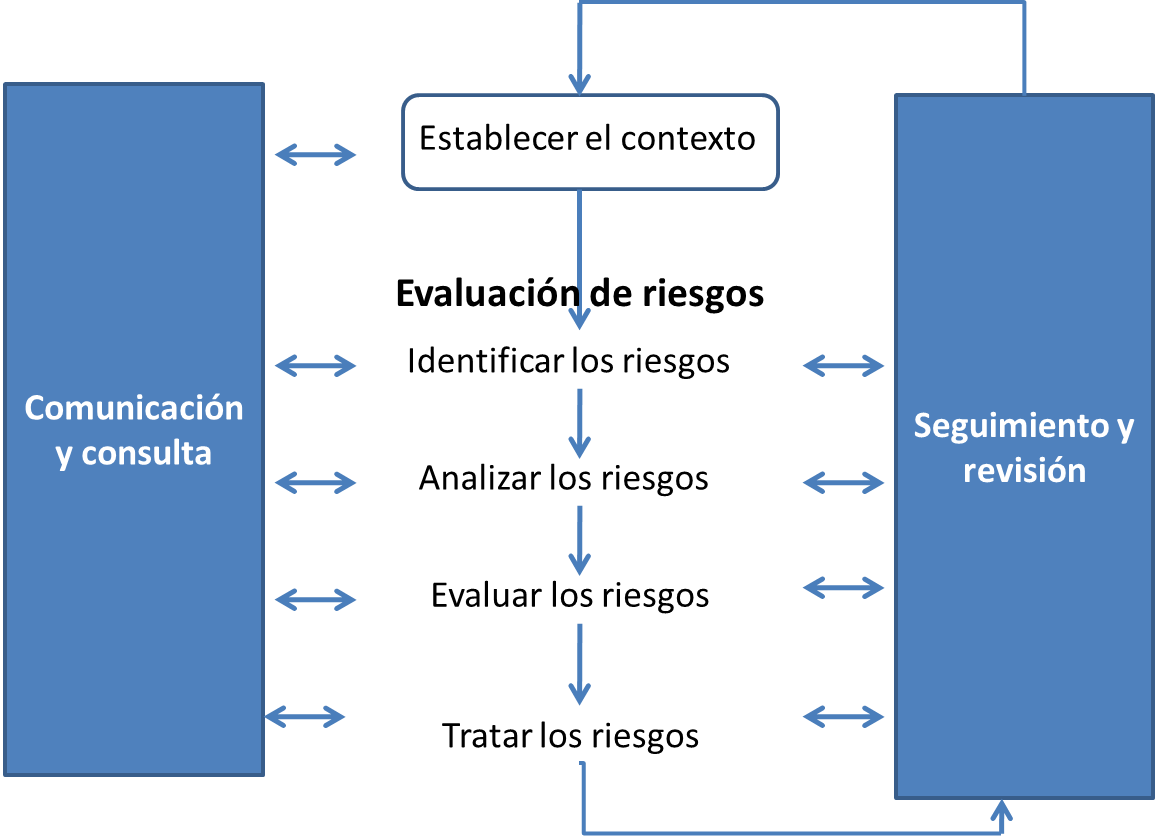 Establecer el contexto
Evaluación de riesgos
Identificar los riesgos
Comunicación
y consulta
Seguimiento y
revisión
Analizar los riesgos
Evaluar los riesgos
Tratar los riesgos